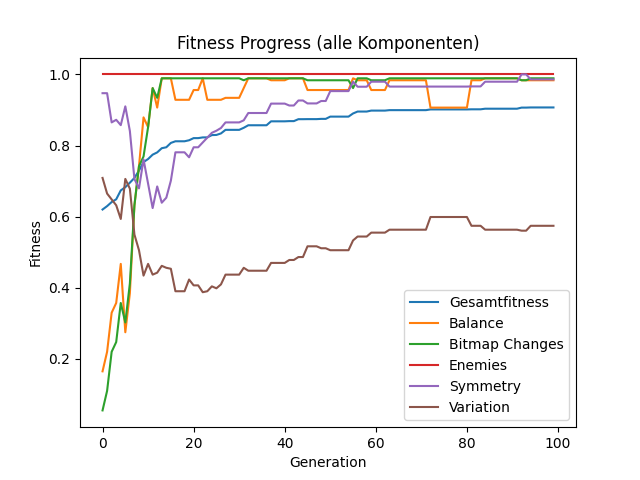 Fitness Progress (alle Komponenten)
1.0
0.8
0.6
0.4
0.2
Fitness
Gesamtfitness
Balance
Bitmap Changes
Enemies
Symmetry
Variation
0 20 40 60 80 100
Generation